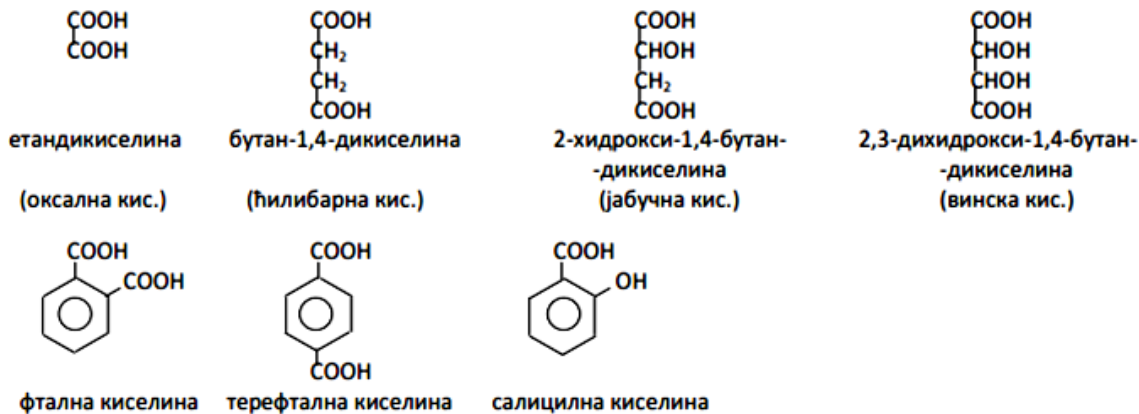 COOH COOH COOH COOH
COOH CH₂ CHOH CHOH
CH₂ CH₂ CHOH
COOH COOH COOH
етандикиселина бутан-1,4-дикиселина 2-хидрокси-1,4-бутан- 2,3-дихидрокси-1,4-бутан-
-дикиселина -дикиселина
(оксална кис.) (ћилибарна кис.) (јабучна кис.) (винска кис.)
COOH COOH COOH
COOH OH
COOH
фтална киселина терефтална киселина салицилна киселина